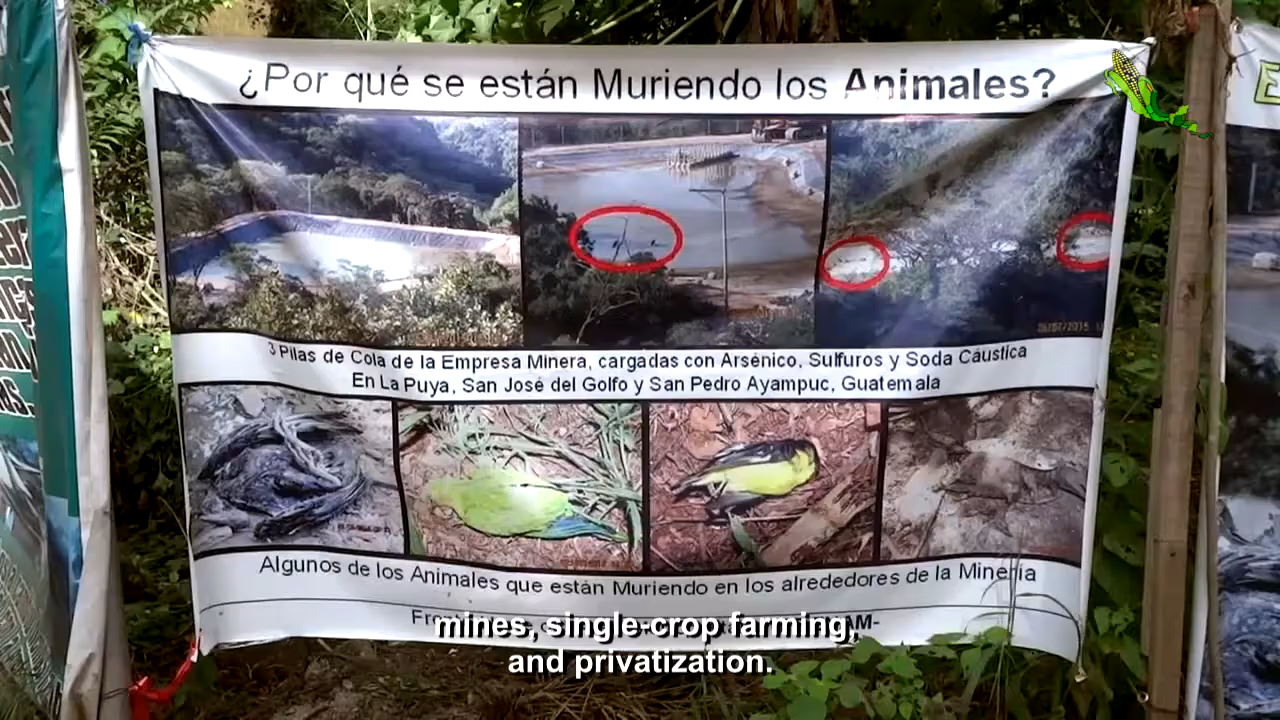 ¿Por qué se están Muriendo los Animales?
3 Pilas de Cola de la Empresa Minera, cargadas con Arsénico, Sulfuros y Soda Cáustica
En La Puya, San José del Golfo y San Pedro Ayampuc, Guatemala
Algunos de los Animales que están Muriendo en los alrededores de la Minería
AM-
mines, single-crop farming,
and privatization.